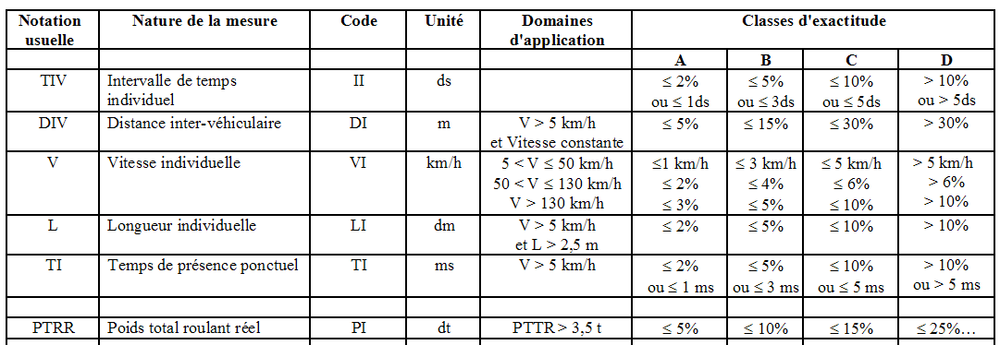 Notation usuelle | Nature de la mesure | Code | Unité | Domaines d'application | Classes d'exactitude
A | B | C | D
TIV | Intervalle de temps individuel | II | ds | | ≤ 2% ou ≤ 1ds | ≤ 5% ou ≤ 3ds | ≤ 10% ou ≤ 5ds | > 10% ou > 5ds
DIV | Distance inter-véhiculaire | DI | m | V > 5 km/h et Vitesse constante | ≤ 5% | ≤ 15% | ≤ 30% | > 30%
V | Vitesse individuelle | VI | km/h | 5 < V ≤ 50 km/h | ≤1 km/h | ≤ 3 km/h | ≤ 5 km/h | > 5 km/h
50 < V ≤ 130 km/h | ≤ 2% | ≤ 4% | ≤ 6% | > 6%
V > 130 km/h | ≤ 3% | ≤ 5% | ≤ 10% | > 10%
L | Longueur individuelle | LI | dm | V > 5 km/h et L > 2,5 m | ≤ 2% | ≤ 5% | ≤ 10% | > 10%
TI | Temps de présence ponctuel | TI | ms | V > 5 km/h | ≤ 2% ou ≤ 1 ms | ≤ 5% ou ≤ 3 ms | ≤ 10% ou ≤ 5 ms | > 10% ou > 5 ms
PTRR | Poids total roulant réel | PI | dt | PTTR > 3,5 t | ≤ 5% | ≤ 10% | ≤ 15% | ≤ 25%…